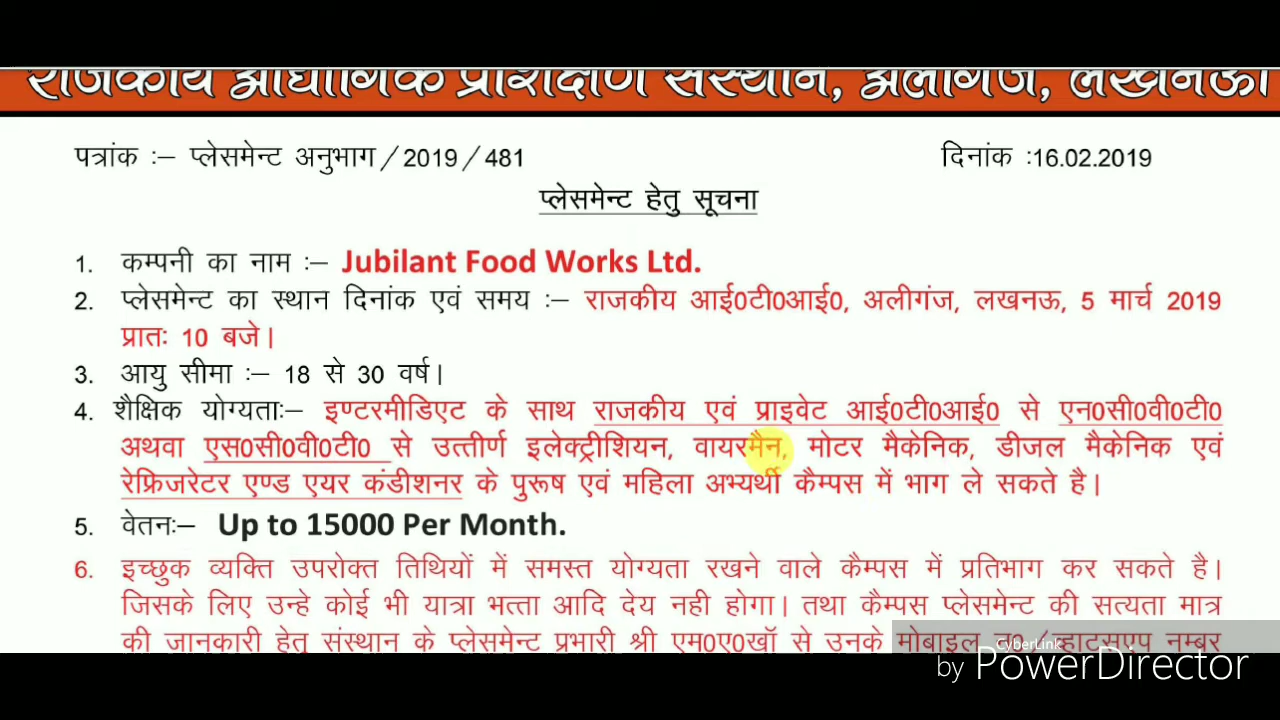 राजकीय औद्योगिक प्रशिक्षण संस्थान, अलीगंज, लखनऊ
पत्रांक :– प्लेसमेन्ट अनुभाग / 2019 / 481 दिनांक :16.02.2019
प्लेसमेन्ट हेतु सूचना
1. कम्पनी का नाम :– Jubilant Food Works Ltd.
2. प्लेसमेन्ट का स्थान दिनांक एवं समय :– राजकीय आई0टी0आई0, अलीगंज, लखनऊ, 5 मार्च 2019
प्रातः 10 बजे।
3. आयु सीमा :– 18 से 30 वर्ष।
4. शैक्षिक योग्यताः– इण्टरमीडिएट के साथ राजकीय एवं प्राइवेट आई0टी0आई0 से एन0सी0वी0टी0
अथवा एस0सी0वी0टी0 से उत्तीर्ण इलेक्ट्रीशियन, वायरमैन, मोटर मैकेनिक, डीजल मैकेनिक एवं
रेफ्रिजरेटर एण्ड एयर कंडीशनर के पुरूष एवं महिला अभ्यर्थी कैम्पस में भाग ले सकते है।
5. वेतनः– Up to 15000 Per Month.
6. इच्छुक व्यक्ति उपरोक्त तिथियों में समस्त योग्यता रखने वाले कैम्पस में प्रतिभाग कर सकते है।
जिसके लिए उन्हे कोई भी यात्रा भत्ता आदि देय नही होगा। तथा कैम्पस प्लेसमेन्ट की सत्यता मात्र
की जानकारी हेतु संस्थान के प्लेसमेन्ट प्रभारी श्री एम0ए0खॉ से उनके मोबाइल नं0 / व्हाटसएप नम्बर
CyberLink
by PowerDirector